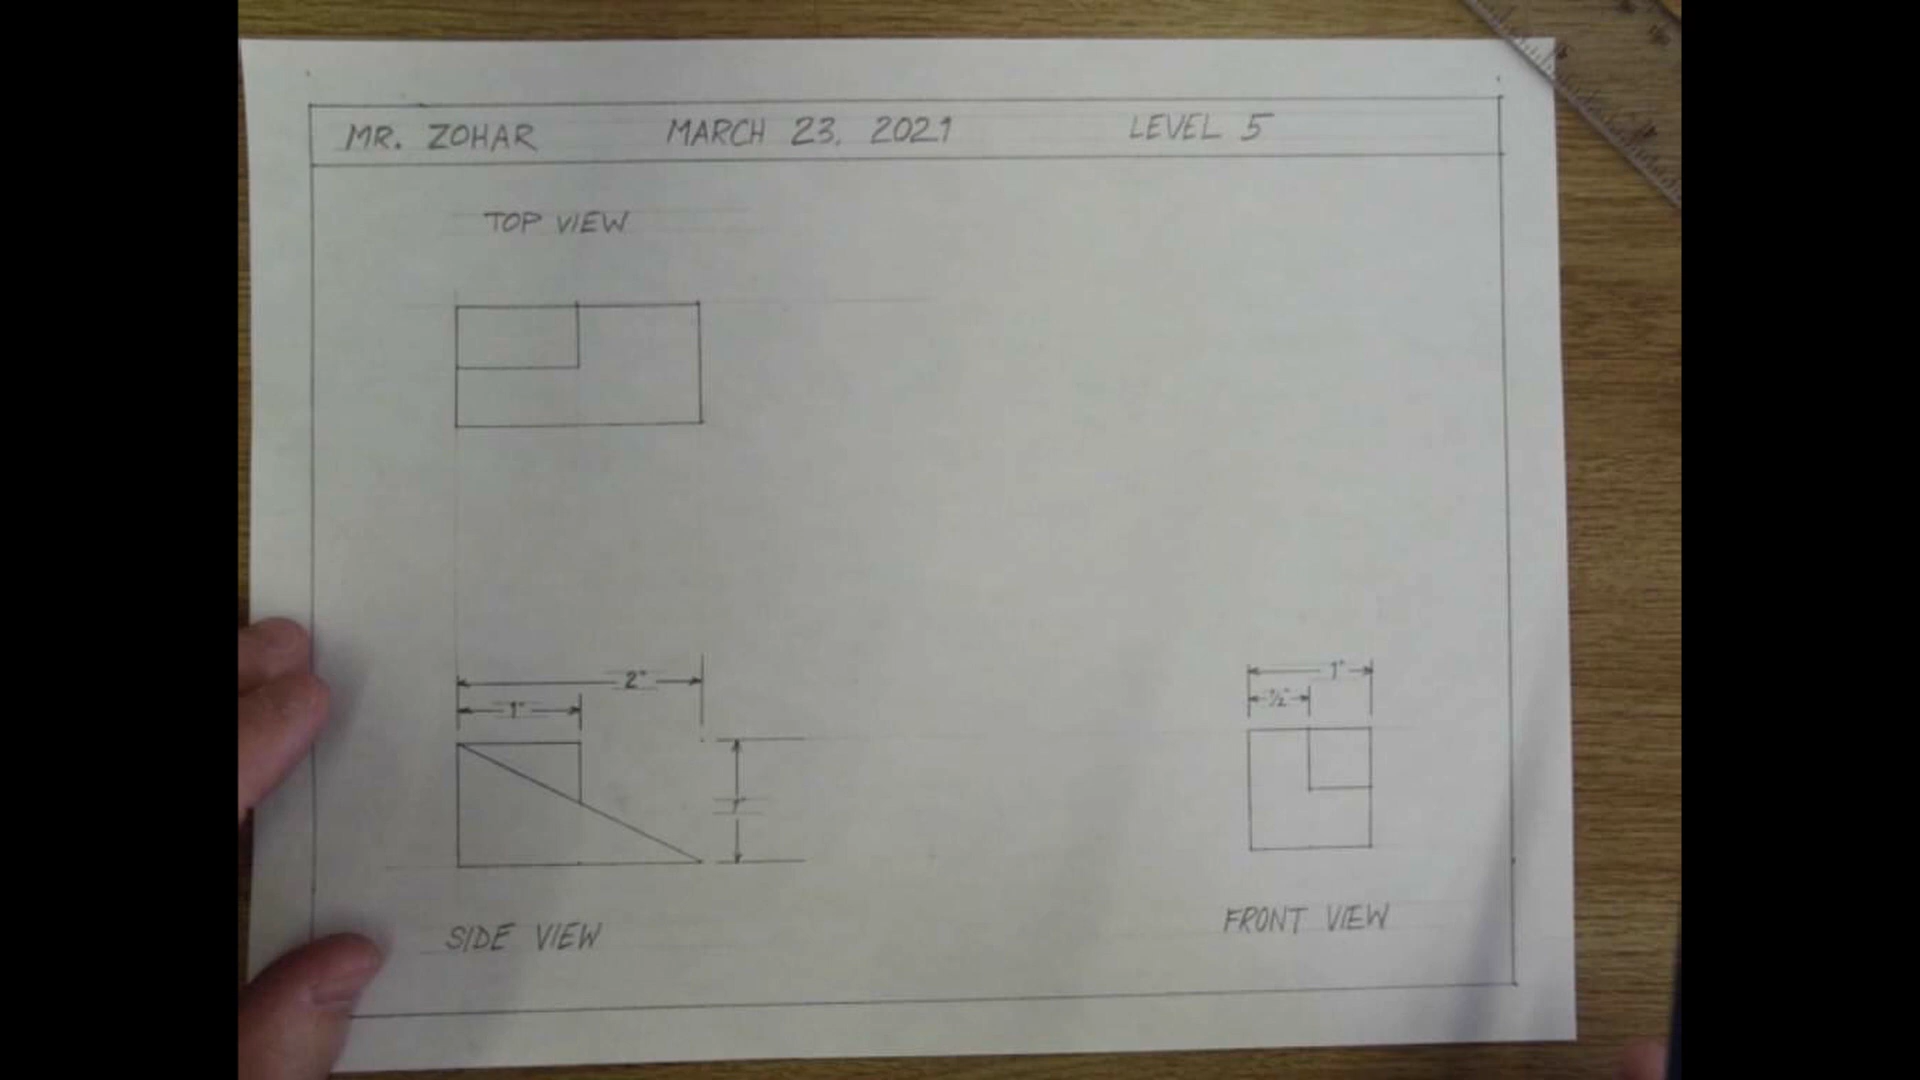 MR. ZOHAR MARCH 23, 2021 LEVEL 5
TOP VIEW
2"
1"
1"
1"
1/2"
SIDE VIEW
FRONT VIEW